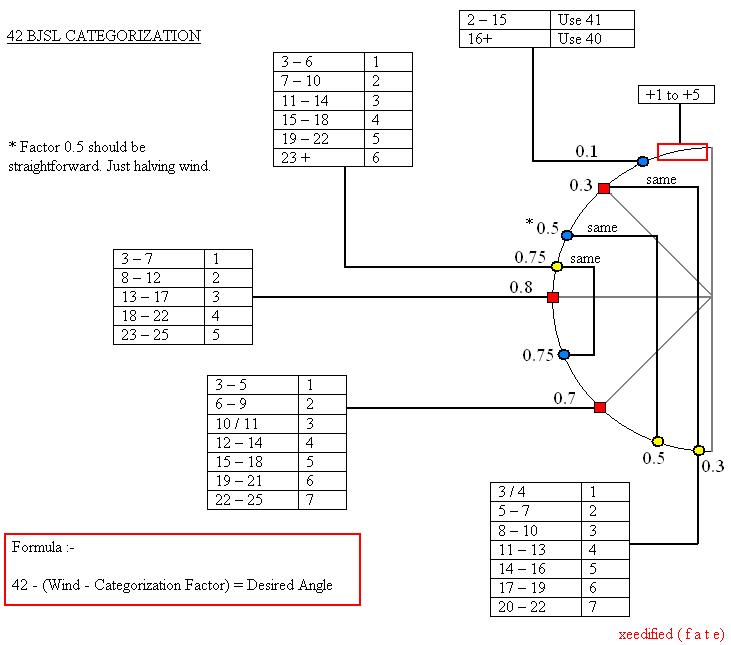 42 BJSL CATEGORIZATION
2 – 15 Use 41
16+ Use 40
+1 to +5
3 – 6 1
7 – 10 2
11 – 14 3
15 – 18 4
19 – 22 5
23 + 6
* Factor 0.5 should be
straightforward. Just halving wind.
0.1
0.3 same
* 0.5 same
0.75 same
0.8
0.75
0.7
0.5
0.3
3 – 7 1
8 – 12 2
13 – 17 3
18 – 22 4
23 – 25 5
3 – 5 1
6 – 9 2
10 / 11 3
12 – 14 4
15 – 18 5
19 – 21 6
22 – 25 7
3 / 4 1
5 – 7 2
8 – 10 3
11 – 13 4
14 – 16 5
17 – 19 6
20 – 22 7
Formula :-
42 - (Wind - Categorization Factor) = Desired Angle
xeedified ( f a t e )